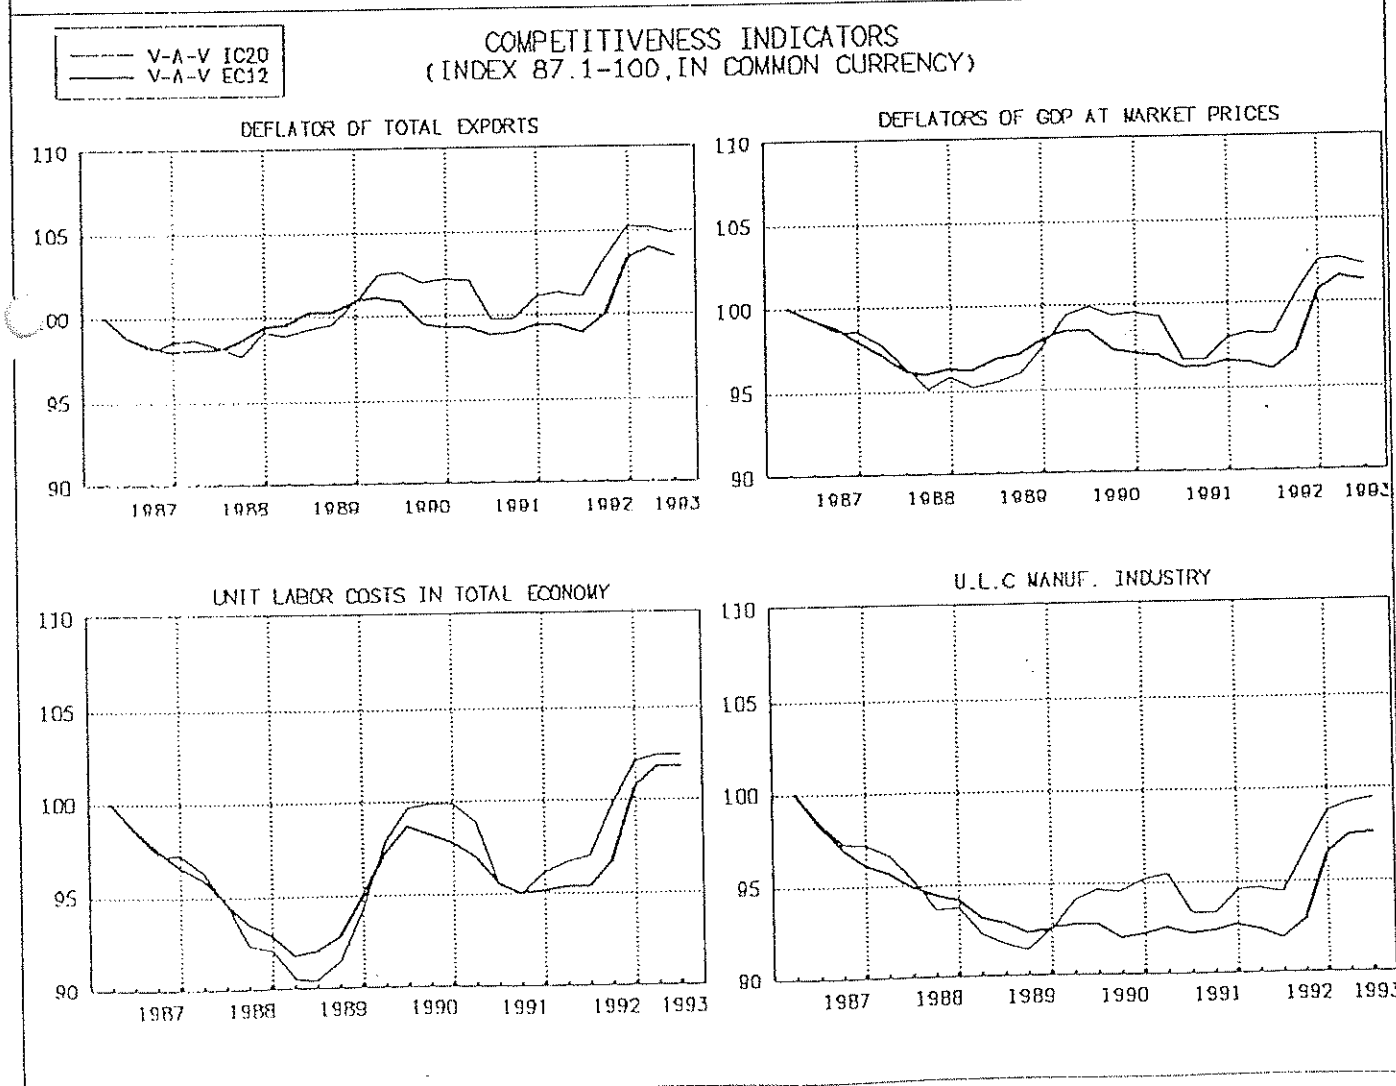 V-A-V IC20
V-A-V EC12
COMPETITIVENESS INDICATORS
(INDEX 87.1-100,IN COMMON CURRENCY)
DEFLATOR OF TOTAL EXPORTS
110
105
00
95
90
1987 1988 1989 1990 1991 1992 1993
DEFLATORS OF GDP AT MARKET PRICES
110
105
100
95
90
1987 1988 1989 1990 1991 1992 1993
UNIT LABOR COSTS IN TOTAL ECONOMY
110
105
100
95
90
1987 1988 1989 1990 1991 1992 1993
U.L.C MANUF. INDUSTRY
110
105
100
95
90
1987 1988 1989 1990 1991 1992 1993